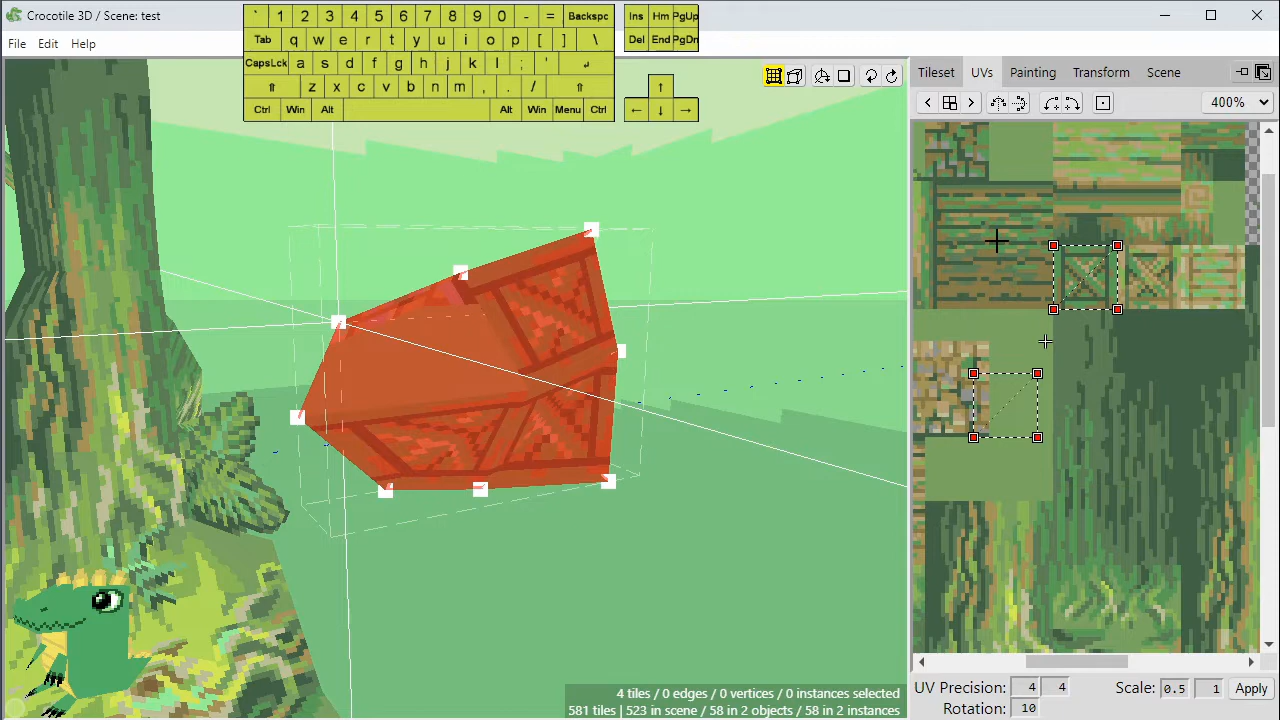 Crocotile 3D / Scene: test
File Edit Help
` 1 2 3 4 5 6 7 8 9 0 - = Backspc
Tab q w e r t y u i o p [ ] \
CapsLck a s d f g h j k l ; ' ↲
⇧ z x c v b n m , . / ⇧
Ctrl Win Alt Alt Win Menu Ctrl
Ins Hm PgUp
Del End PgDn
↑
← ↓ →
Tileset UVs Painting Transform Scene
400%
4 tiles / 0 edges / 0 vertices / 0 instances selected
581 tiles | 523 in scene / 58 in 2 objects / 58 in 2 instances
UV Precision: 4 4 Scale: 0.5 1 Apply
Rotation: 10